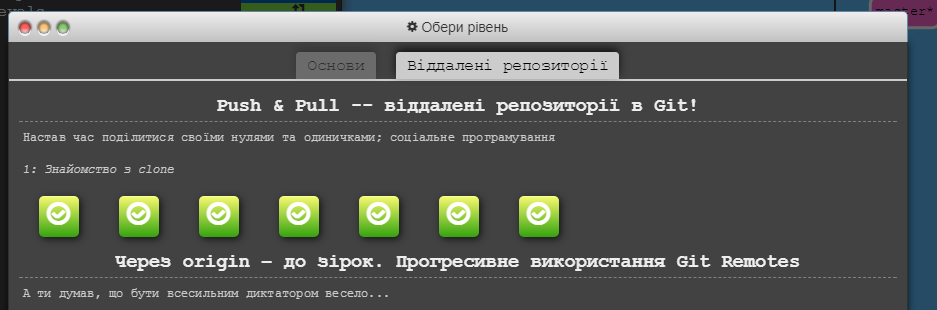 Обери рівень
master*
Основи
Віддалені репозиторії
Push & Pull -- віддалені репозиторії в Git!
Настав час поділитися своїми нулями та одиничками; соціальне програмування
1: Знайомство з clone
Через origin – до зірок. Прогресивне використання Git Remotes
А ти думав, що бути всесильним диктатором весело...